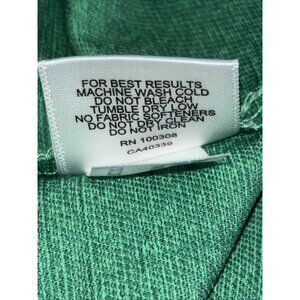 FOR BEST RESULTS
MACHINE WASH COLD
DO NOT BLEACH
TUMBLE DRY LOW
NO FABRIC SOFTENERS
DO NOT DRY CLEAN
DO NOT IRON
RN 100308
CA40339